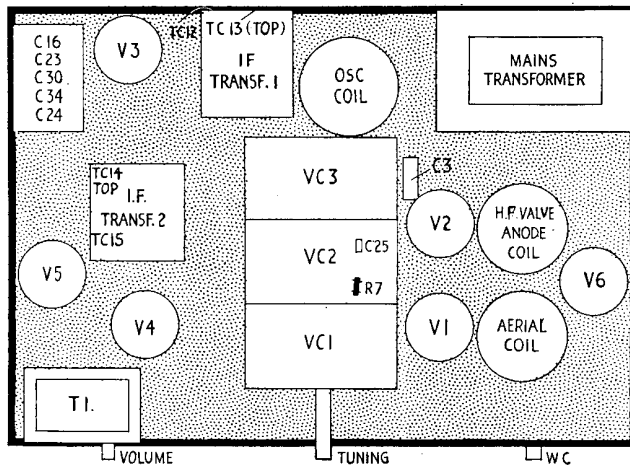 C16
C23
C30
C34
C24
V3
TC12
TC13 (TOP)
I.F
TRANSF. 1
OSC
COIL
MAINS
TRANSFORMER
TC14
TOP
I.F.
TRANSF. 2
TC15
VC3
C3
V2
H.F. VALVE
ANODE
COIL
VC2
C25
R7
V5
V4
V6
VC1
V1
AERIAL
COIL
T1.
VOLUME
TUNING
WC